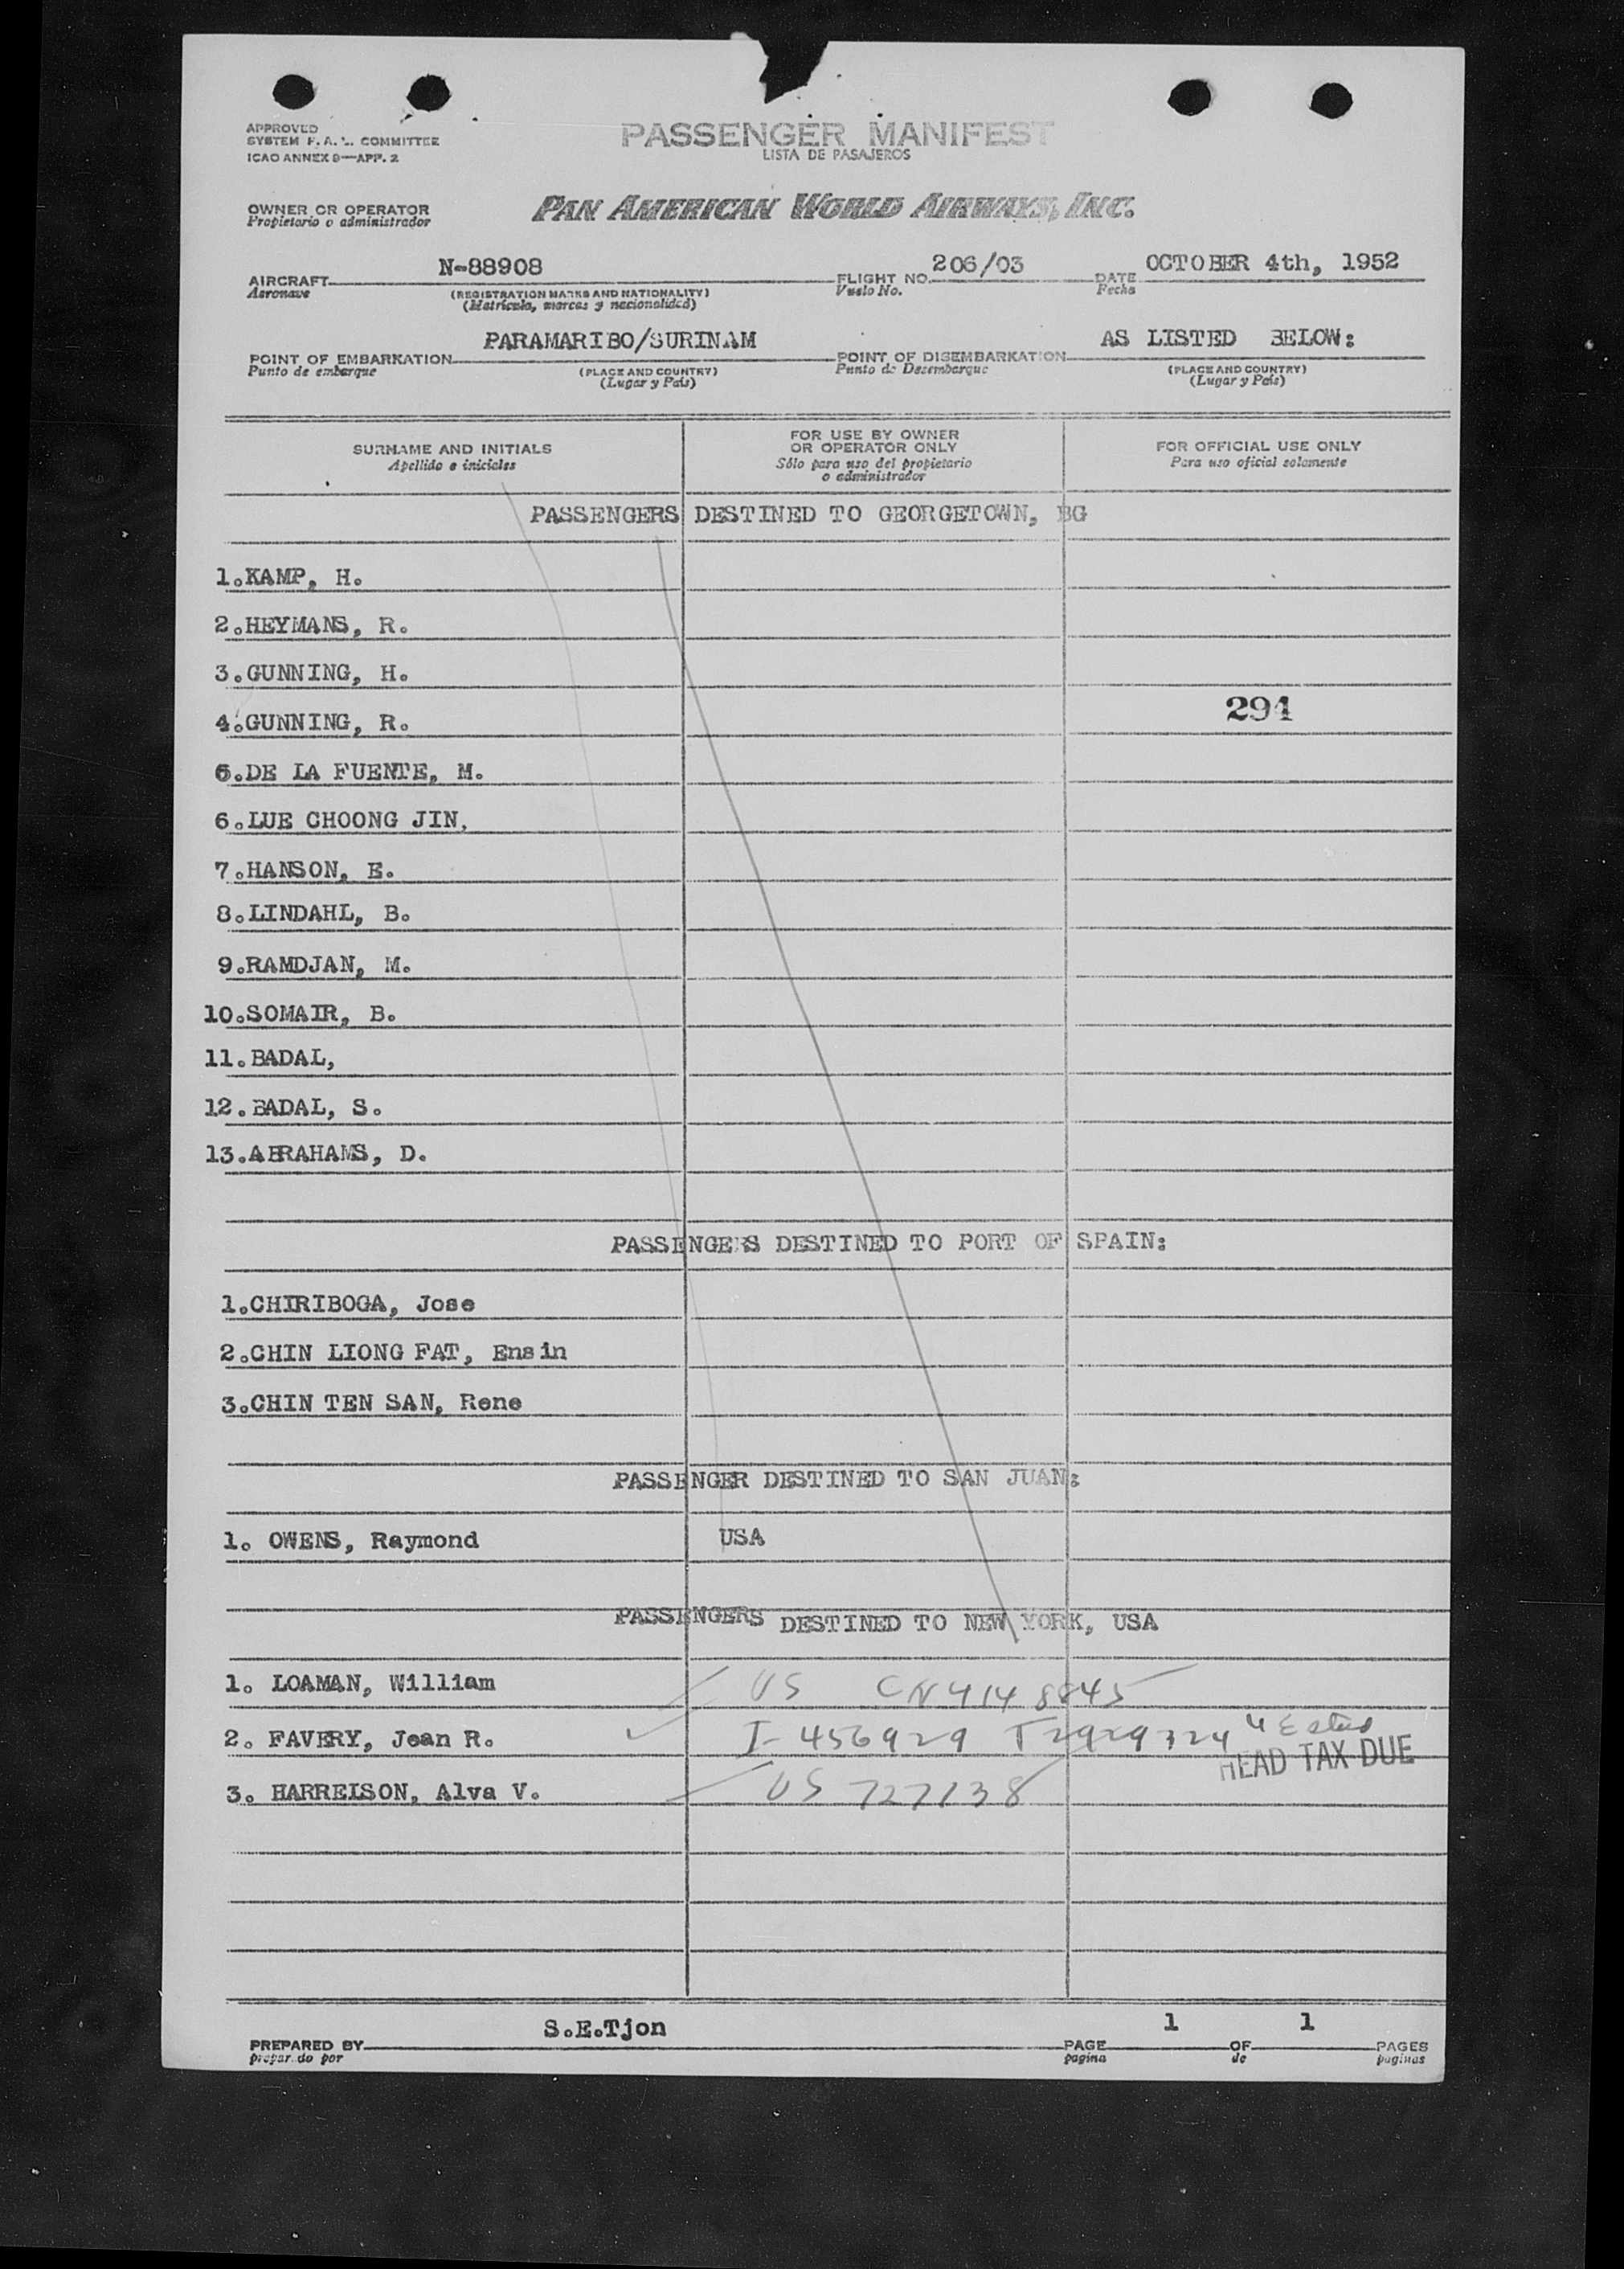 APPROVED
SYSTEM F. A. L. COMMITTEE
ICAO ANNEX 9—APP. 2
PASSENGER MANIFEST
LISTA DE PASAJEROS
OWNER OR OPERATOR
Propietario o administrador
PAN AMERICAN WORLD AIRWAYS, INC.
AIRCRAFT N-88908 FLIGHT NO. 206/03 DATE OCTOBER 4th, 1952
Aeronave (REGISTRATION MARKS AND NATIONALITY) Vuelo No. Fecha
(Matrícula, marcas y nacionalidad)
POINT OF EMBARKATION PARAMARIBO/SURINAM POINT OF DISEMBARKATION AS LISTED BELOW:
Punto de embarque (PLACE AND COUNTRY) Punto de Desembarque (PLACE AND COUNTRY)
(Lugar y País) (Lugar y País)
SURNAME AND INITIALS
Apellido e iniciales
FOR USE BY OWNER
OR OPERATOR ONLY
Sólo para uso del propietario
o administrador
FOR OFFICIAL USE ONLY
Para uso oficial solamente
PASSENGERS DESTINED TO GEORGETOWN, BG
1.KAMP, H.
2.HEYMANS, R.
3.GUNNING, H.
4.GUNNING, R. 294
6.DE LA FUENTE, M.
6.LUE CHOONG JIN,
7.HANSON, E.
8.LINDAHL, B.
9.RAMDJAN, M.
10.SOMAIR, B.
11.BADAL,
12.BADAL, S.
13.ABRAHAMS, D.
PASSENGERS DESTINED TO PORT OF SPAIN:
1.CHIRIBOGA, Jose
2.CHIN LIONG FAT, Ensin
3.CHIN TEN SAN, Rene
PASSENGER DESTINED TO SAN JUAN:
1. OWENS, Raymond USA
PASSENGERS DESTINED TO NEW YORK, USA
1. LOAMAN, William US CN 414 8845
2. FAVERY, Jean R. I-456929 T2929324
HEAD TAX DUE
3. HARREISON, Alva V. US 727138
PREPARED BY S.E.Tjon PAGE 1 OF 1 PAGES
preparado por pagina de paginas